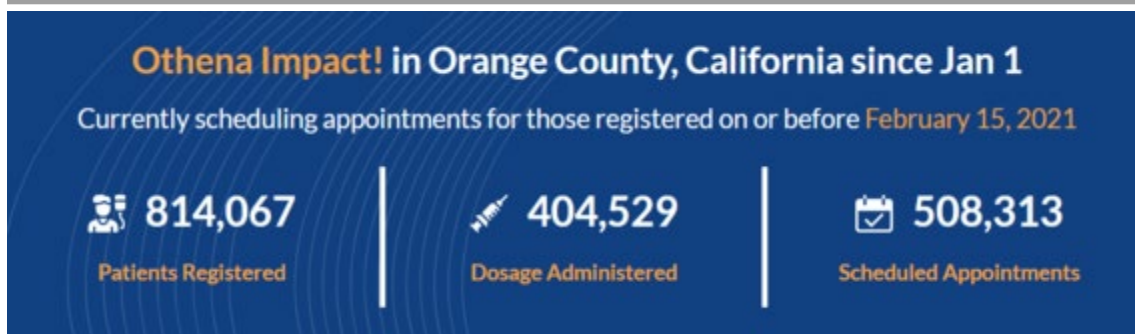 Othena Impact! in Orange County, California since Jan 1
Currently scheduling appointments for those registered on or before February 15, 2021
814,067
404,529
508,313
Patients Registered
Dosage Administered
Scheduled Appointments